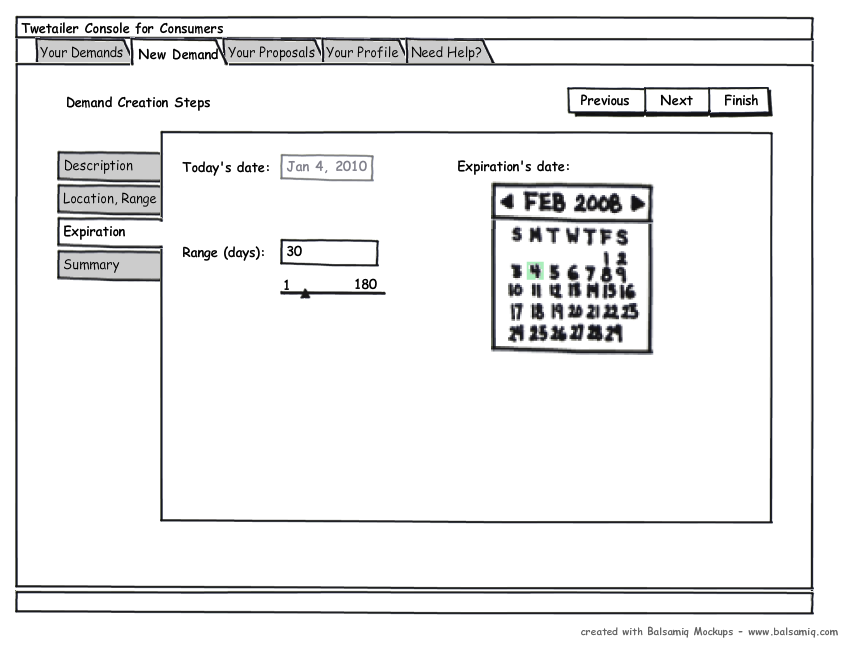 Twetailer Console for Consumers
Your Demands New Demand Your Proposals Your Profile Need Help?
Demand Creation Steps
Previous Next Finish
Description
Location, Range
Expiration
Summary
Today's date: Jan 4, 2010
Range (days): 30
1 180
Expiration's date:
FEB 2008
S M T W T F S
1 2
3 4 5 6 7 8 9
10 11 12 13 14 15 16
17 18 19 20 21 22 23
24 25 26 27 28 29
created with Balsamiq Mockups - www.balsamiq.com